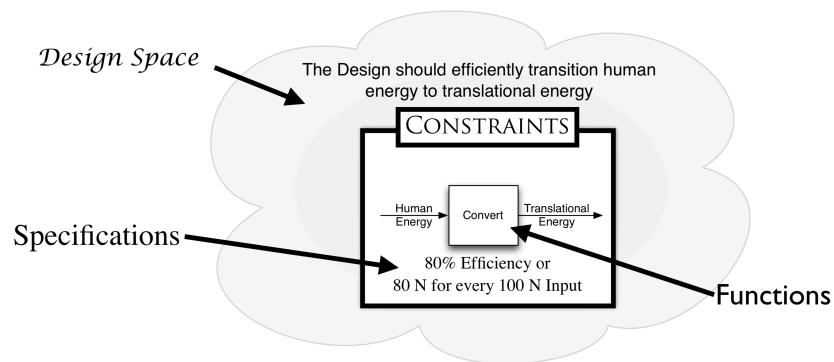 Design Space
The Design should efficiently transition human
energy to translational energy
CONSTRAINTS
Human
Energy
Convert
Translational
Energy
Specifications
80% Efficiency or
80 N for every 100 N Input
Functions